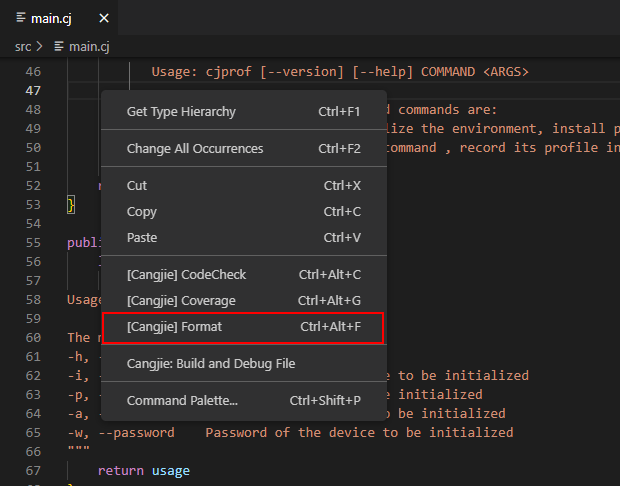 main.cj ×
src > main.cj
46 Usage: cjprof [--version] [--help] COMMAND <ARGS>
47
Get Type Hierarchy Ctrl+F1
48 d commands are:
49 lize the environment, install p
Change All Occurrences Ctrl+F2
50 command , record its profile in
51
Cut Ctrl+X
52
53 }
Copy Ctrl+C
54
Paste Ctrl+V
55 publi
56
[Cangjie] CodeCheck Ctrl+Alt+C
57
58 Usag
[Cangjie] Coverage Ctrl+Alt+G
59
[Cangjie] Format Ctrl+Alt+F
60 The
61 -h, -
Cangjie: Build and Debug File
62 -i, - e to be initialized
63 -p, - e initialized
Command Palette... Ctrl+Shift+P
64 -a, - to be initialized
65 -w, --password Password of the device to be initialized
66 """
67 return usage